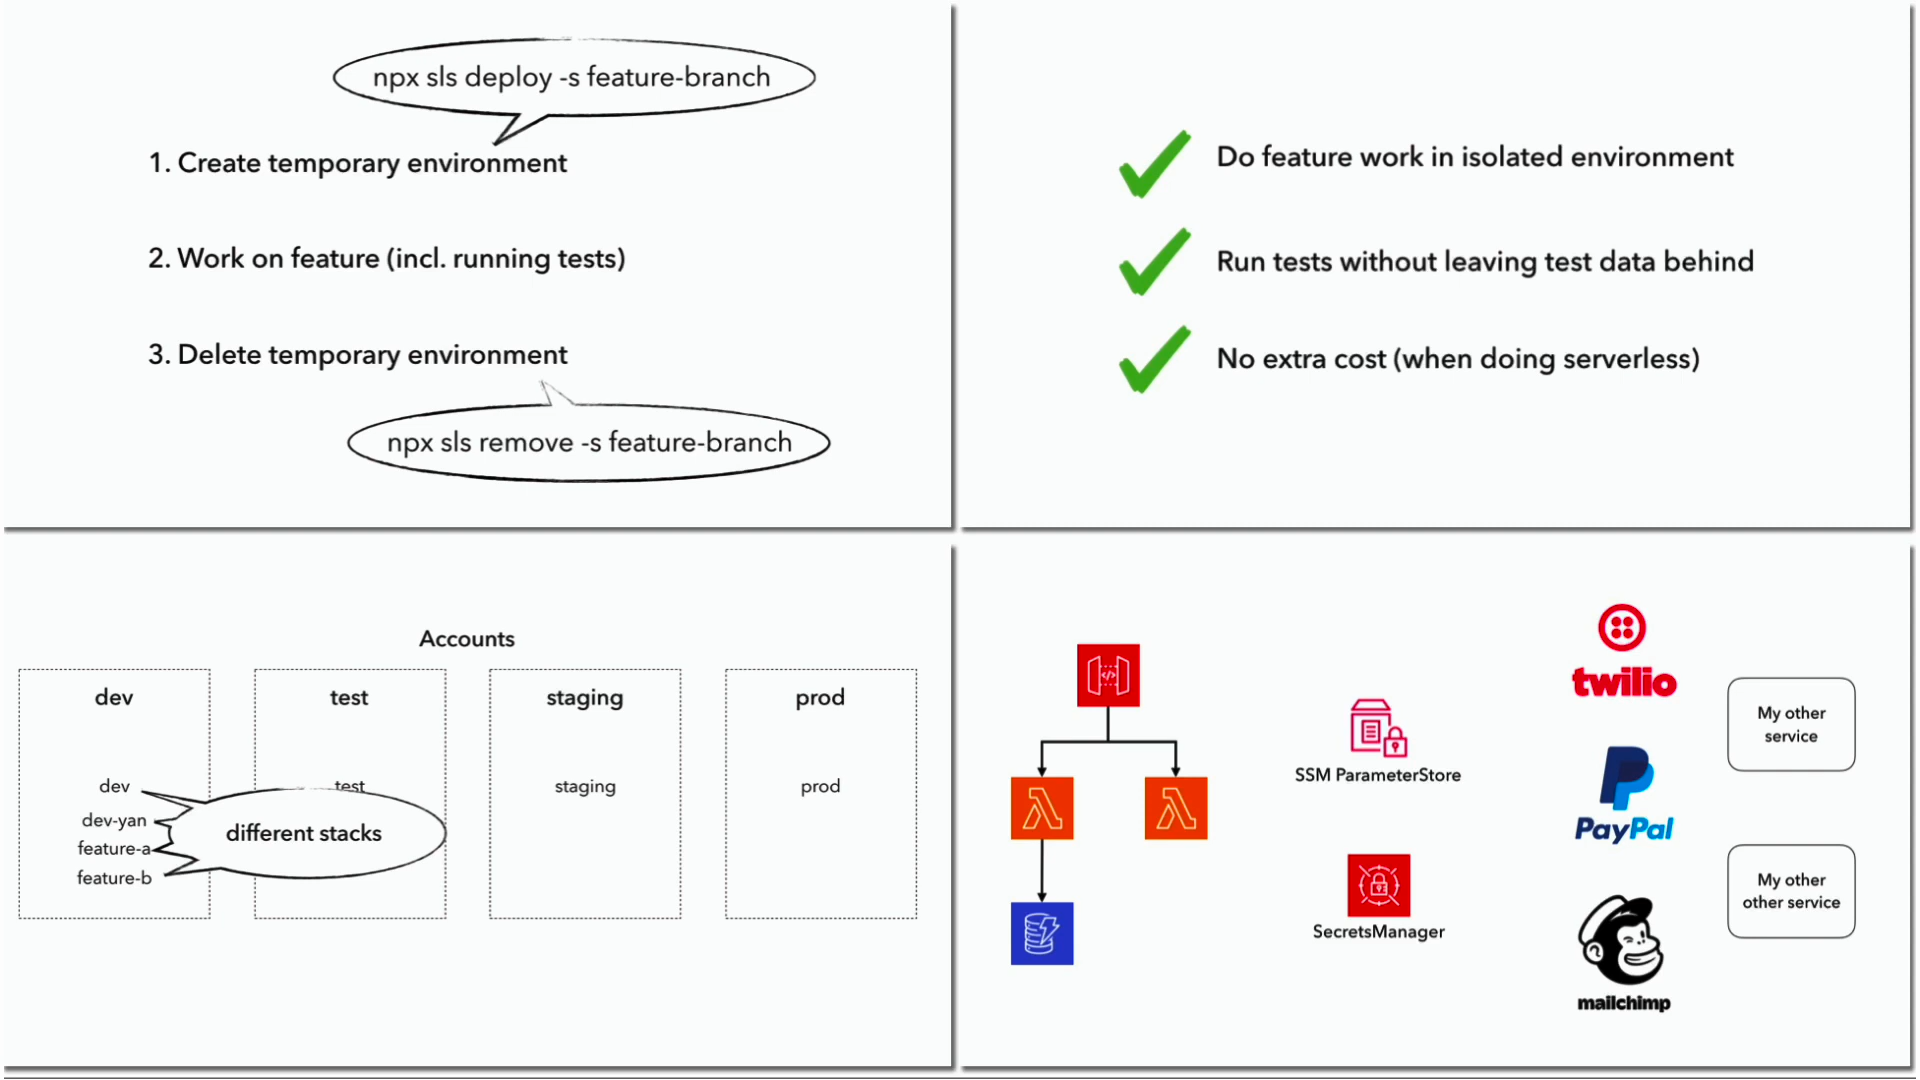 npx sls deploy -s feature-branch
1. Create temporary environment
2. Work on feature (incl. running tests)
3. Delete temporary environment
npx sls remove -s feature-branch
Do feature work in isolated environment
Run tests without leaving test data behind
No extra cost (when doing serverless)
Accounts
dev
test
staging
prod
dev
test
staging
prod
dev-yan
feature-a
feature-b
different stacks
SSM ParameterStore
SecretsManager
twilio
PayPal
mailchimp
My other
service
My other
other service